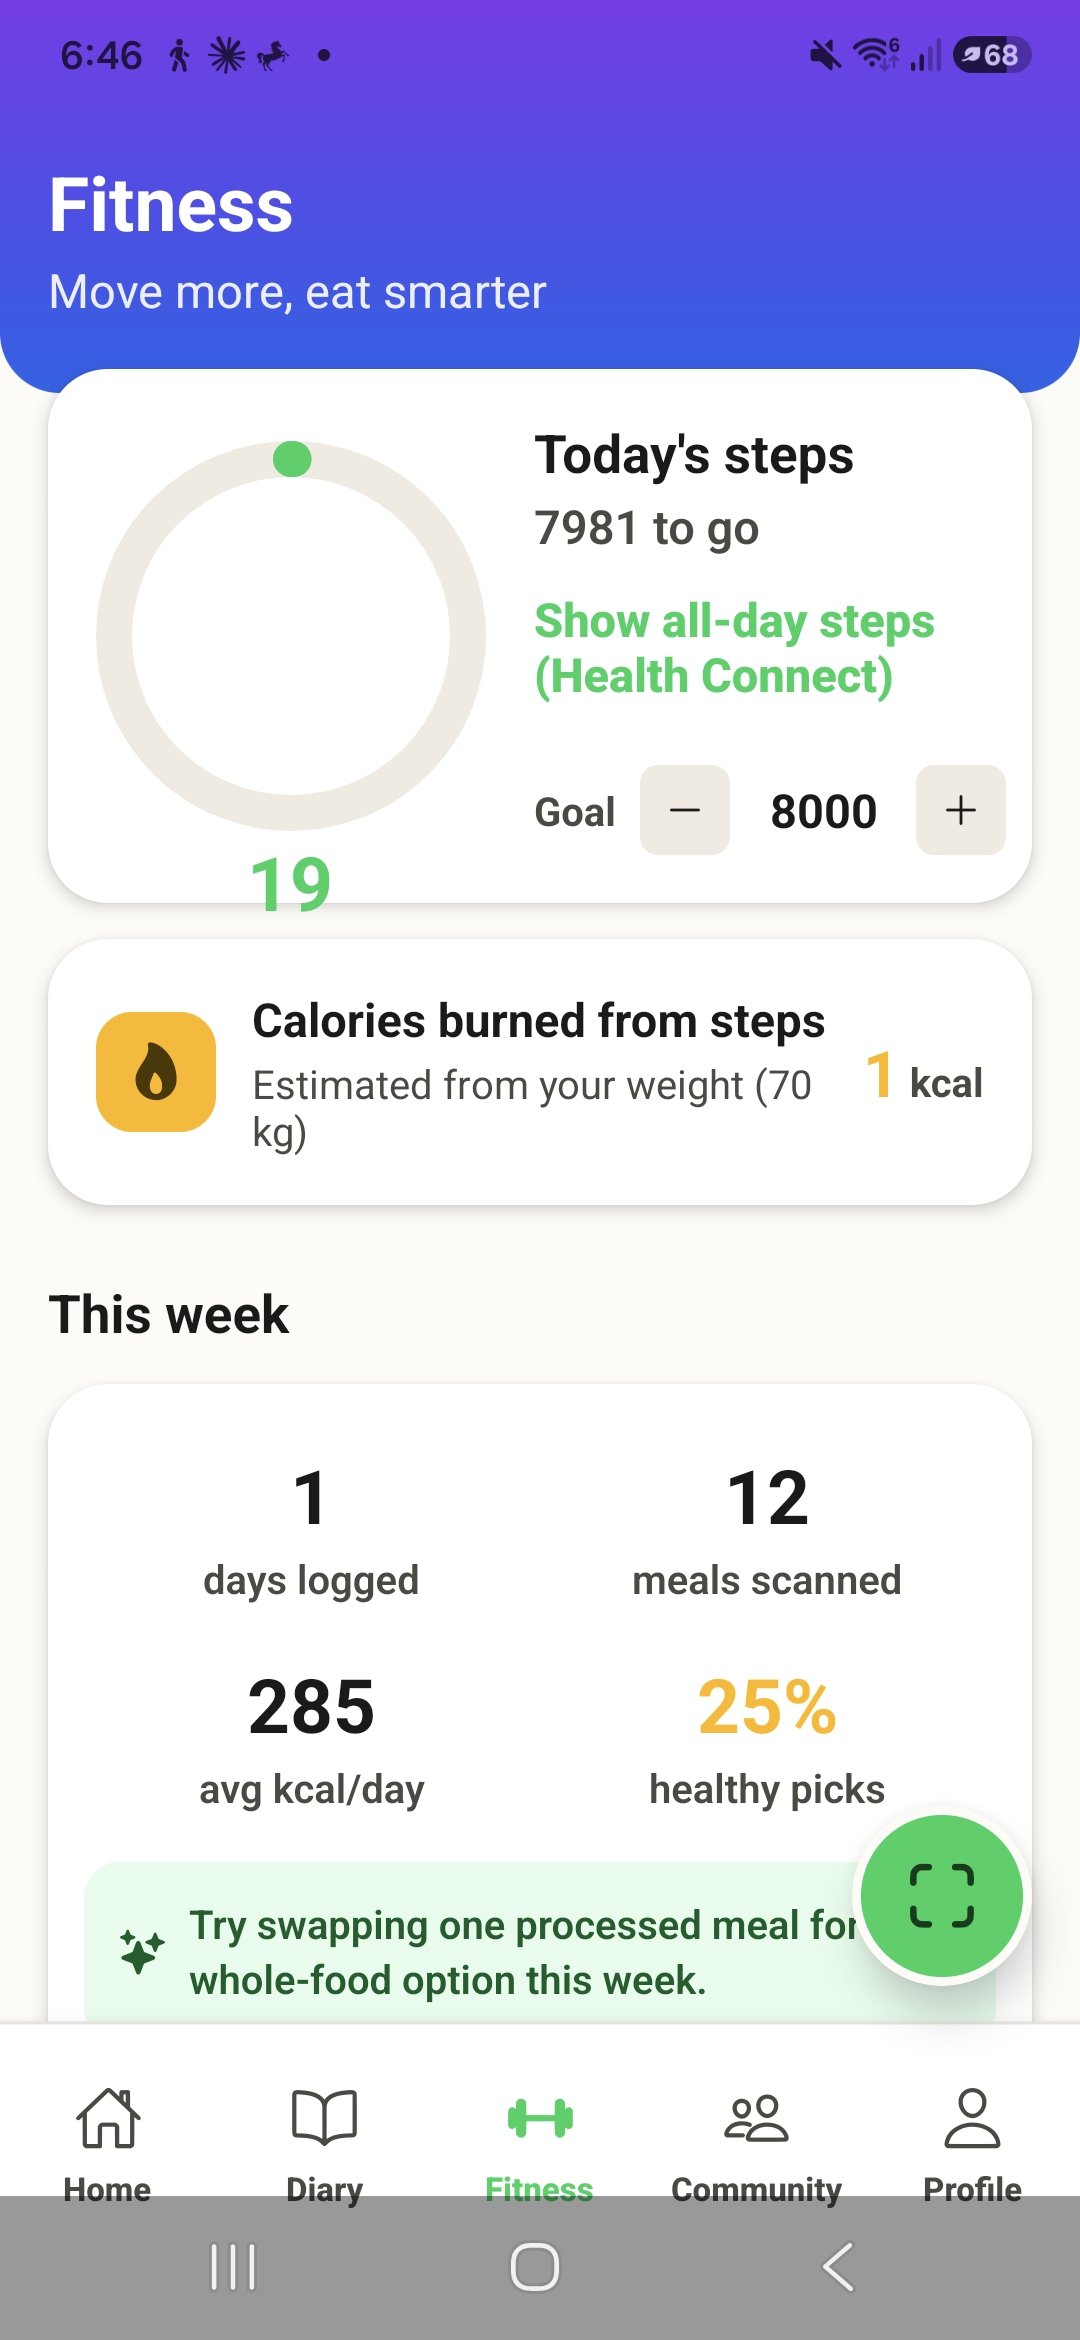 6:46
6
68
Fitness
Move more, eat smarter
Today's steps
7981 to go
Show all-day steps
(Health Connect)
Goal
8000
19
Calories burned from steps
Estimated from your weight (70
kg)
1 kcal
This week
1
12
days logged
meals scanned
285
25%
avg kcal/day
healthy picks
Try swapping one processed meal for
whole-food option this week.
Home
Diary
Fitness
Community
Profile